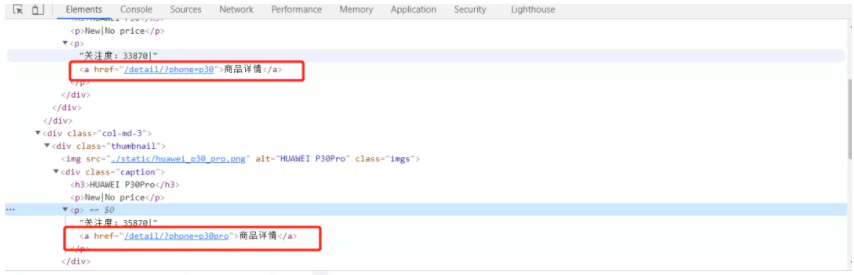 Elements Console Sources Network Performance Memory Application Security Lighthouse
<p>New|No price</p>
▼<p>
"关注度：33870|"
<a href="/detail/?phone=p30">商品详情</a>
</p>
</div>
</div>
</div>
▼<div class="col-md-3">
▼<div class="thumbnail">
<img src="./static/huawei_p30_pro.png" alt="HUAWEI P30Pro" class="imgs">
▼<div class="caption">
<h3>HUAWEI P30Pro</h3>
<p>New|No price</p>
… ▼<p> == $0
"关注度：35870|"
<a href="/detail/?phone=p30pro">商品详情</a>
</p>
</div>